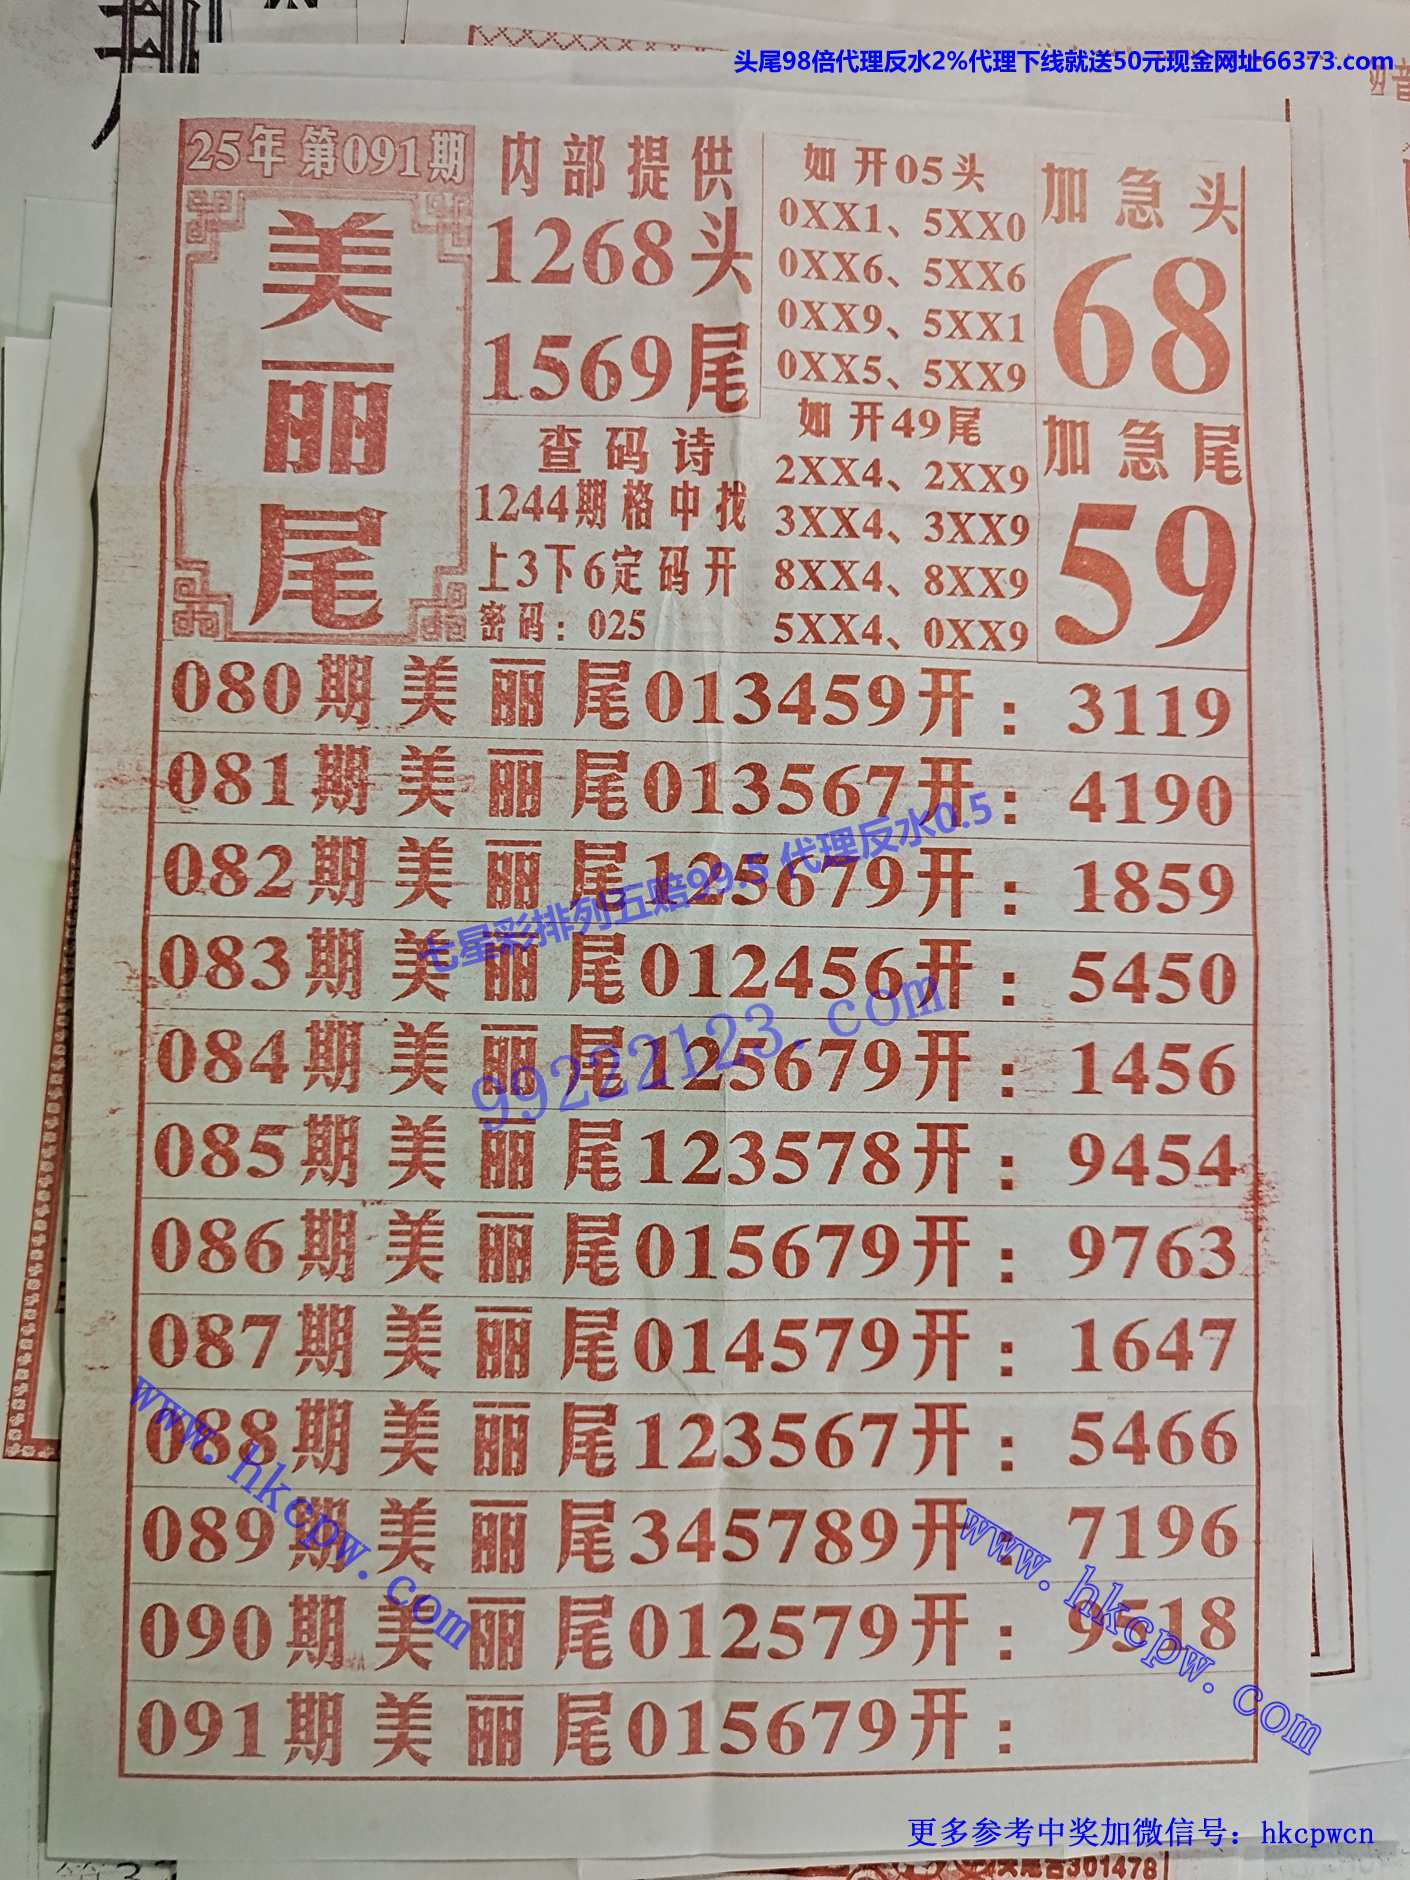 头尾98倍代理反水2%代理下线就送50元现金网址66373.com
25年 第091期
美丽尾
内部提供
1268头
1569尾
查码诗
1244期格中找
上3下6定码开
密码：025
如开05头
0XX1、5XX0
0XX6、5XX6
0XX9、5XX1
0XX5、5XX9
如开49尾
2XX4、2XX9
3XX4、3XX9
8XX4、8XX9
5XX4、0XX9
加急头
68
加急尾
59
080期美丽尾013459开：3119
081期美丽尾013567开：4190
082期美丽尾125679开：1859
七星彩排列五赔99.5 代理反水0.5
083期美丽尾012456开：5450
99222123.com
084期美丽尾125679开：1456
085期美丽尾123578开：9454
086期美丽尾015679开：9763
087期美丽尾014579开：1647
088期美丽尾123567开：5466
www.hkcpw.com
089期美丽尾345789开：7196
www.hkcpw.com
090期美丽尾012579开：9518
091期美丽尾015679开：
更多参考中奖加微信号：hkcpwcn
301478